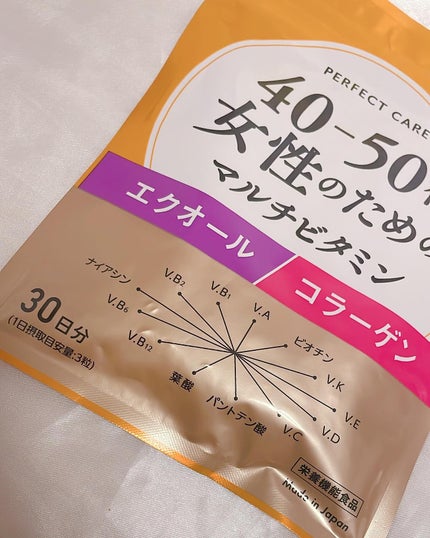 PERFECT CARE
40-50代
女性のための
マルチビタミン
エクオール
コラーゲン
ナイアシン
V.B2
V.B1
V.A
ビオチン
V.B6
V.K
V.B12
V.E
葉酸
パントテン酸
V.C
V.D
30日分
(1日摂取目安量:3粒)
栄養機能食品
Made in Japan